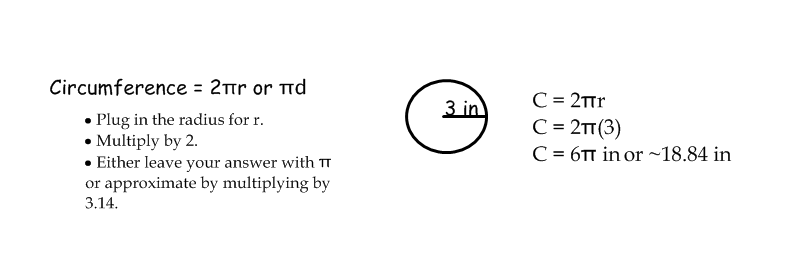 Circumference = 2πr or πd
• Plug in the radius for r.
• Multiply by 2.
• Either leave your answer with π
or approximate by multiplying by
3.14.
3 in
C = 2πr
C = 2π(3)
C = 6π in or ~18.84 in